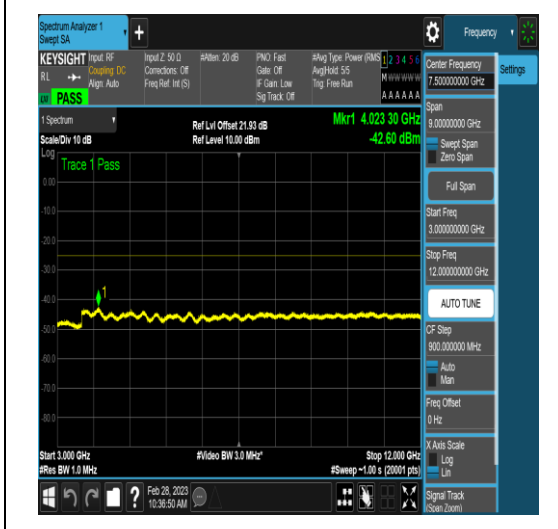 Spectrum Analyzer 1
Swept SA
+
Frequency
KEYSIGHT
RL
PASS
Input: RF
Coupling: DC
Align: Auto
Input Z: 50 Ω
Corrections: Off
Freq Ref: Int (S)
#Atten: 20 dB
PNO: Fast
Gate: Off
IF Gain: Low
Sig Track: Off
#Avg Type: Power (RMS)
Avg|Hold: 5/5
Trig: Free Run
1 2 3 4 5 6
M W W W W W
A A A A A A
Center Frequency
7.500000000 GHz
Settings
1 Spectrum
Scale/Div 10 dB
Ref Lvl Offset 21.93 dB
Ref Level 10.00 dBm
Mkr1 4.023 30 GHz
-42.60 dBm
Span
9.00000000 GHz
Swept Span
Zero Span
Log
Trace 1 Pass
0.00
-10.0
-20.0
-30.0
-40.0
-50.0
-60.0
-70.0
-80.0
1
Full Span
Start Freq
3.000000000 GHz
Stop Freq
12.000000000 GHz
AUTO TUNE
CF Step
900.000000 MHz
Auto
Man
Freq Offset
0 Hz
X Axis Scale
Log
Lin
Signal Track
(Span Zoom)
Start 3.000 GHz
#Res BW 1.0 MHz
#Video BW 3.0 MHz*
Stop 12.000 GHz
#Sweep ~1.00 s (20001 pts)
?
Feb 28, 2023
10:36:50 AM